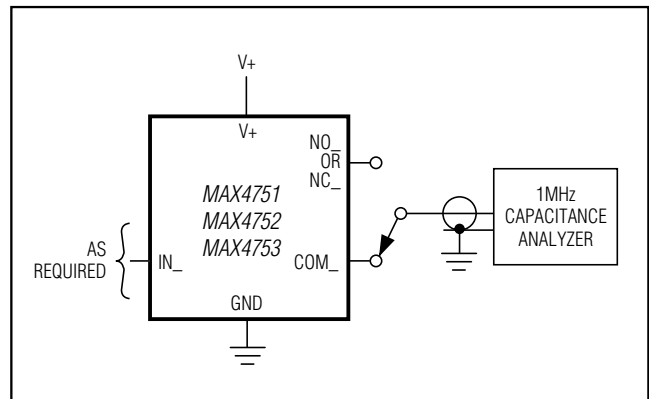 V+
V+
NO_
OR
NC_
MAX4751
MAX4752
MAX4753
AS
REQUIRED
IN_
COM_
GND
1MHz
CAPACITANCE
ANALYZER